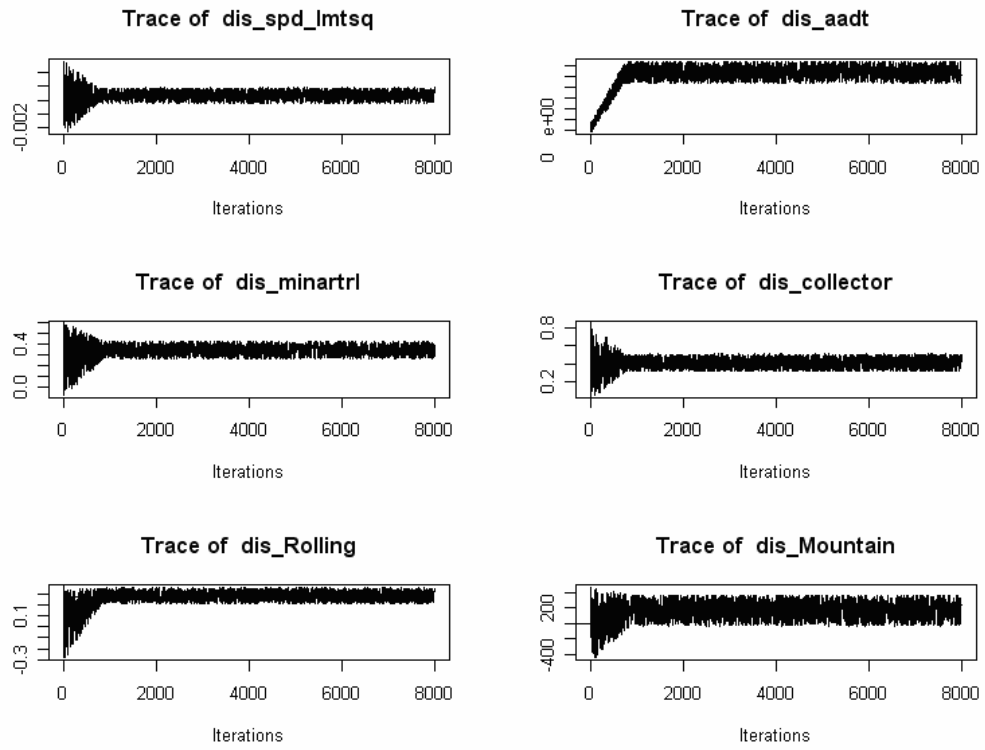 Trace of dis_spd_lmtsq
-0.002
0 2000 4000 6000 8000
Iterations
Trace of dis_aadt
0 e+00
0 2000 4000 6000 8000
Iterations
Trace of dis_minartrl
0.0 0.4
0 2000 4000 6000 8000
Iterations
Trace of dis_collector
0.2 0.8
0 2000 4000 6000 8000
Iterations
Trace of dis_Rolling
-0.3 0.1
0 2000 4000 6000 8000
Iterations
Trace of dis_Mountain
-400 200
0 2000 4000 6000 8000
Iterations